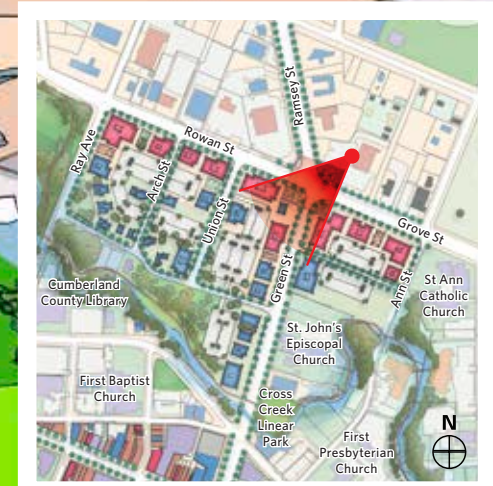 Ramsey St
Rowan St
Ray Ave
Arch St
Union St
Grove St
Green St
Ann St
Cumberland
County Library
St Ann
Catholic
Church
St. John's
Episcopal
Church
First Baptist
Church
Cross
Creek
Linear
Park
First
Presbyterian
Church
N